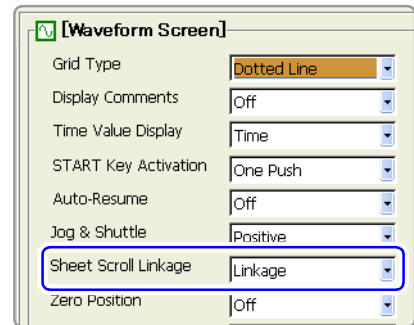 [Waveform Screen]
Grid Type Dotted Line
Display Comments Off
Time Value Display Time
START Key Activation One Push
Auto-Resume Off
Jog & Shuttle Positive
Sheet Scroll Linkage Linkage
Zero Position Off